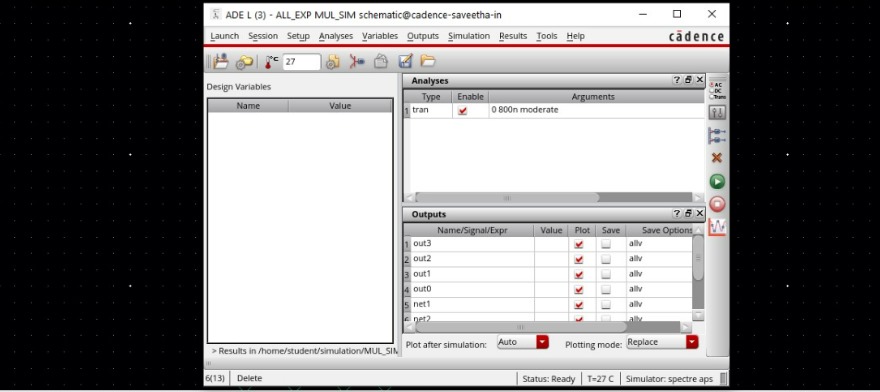 ADE L (3) - ALL_EXP MUL_SIM schematic@cadence-saveetha-in
Launch Session Setup Analyses Variables Outputs Simulation Results Tools Help cādence
°C 27
Design Variables
Name Value
Analyses
Type Enable Arguments
1 tran 0 800n moderate
AC
DC
Trans
Outputs
Name/Signal/Expr Value Plot Save Save Options
1 out3 allv
2 out2 allv
3 out1 allv
4 out0 allv
5 net1 allv
6 net2 allv
Plot after simulation: Auto Plotting mode: Replace
> Results in /home/student/simulation/MUL_SIM
6(13) Delete Status: Ready T=27 C Simulator: spectre aps